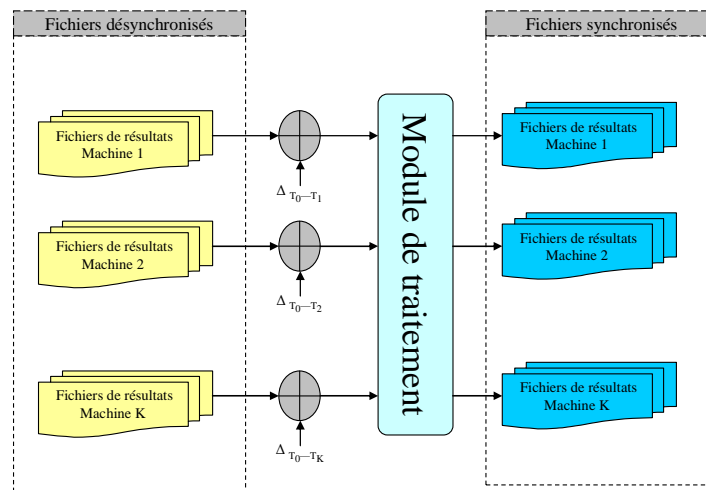 Fichiers désynchronisés
Fichiers synchronisés
Fichiers de résultats
Machine 1
Δ T0—T1
Fichiers de résultats
Machine 1
Fichiers de résultats
Machine 2
Δ T0—T2
Fichiers de résultats
Machine 2
Module de traitement
Fichiers de résultats
Machine K
Δ T0—TK
Fichiers de résultats
Machine K